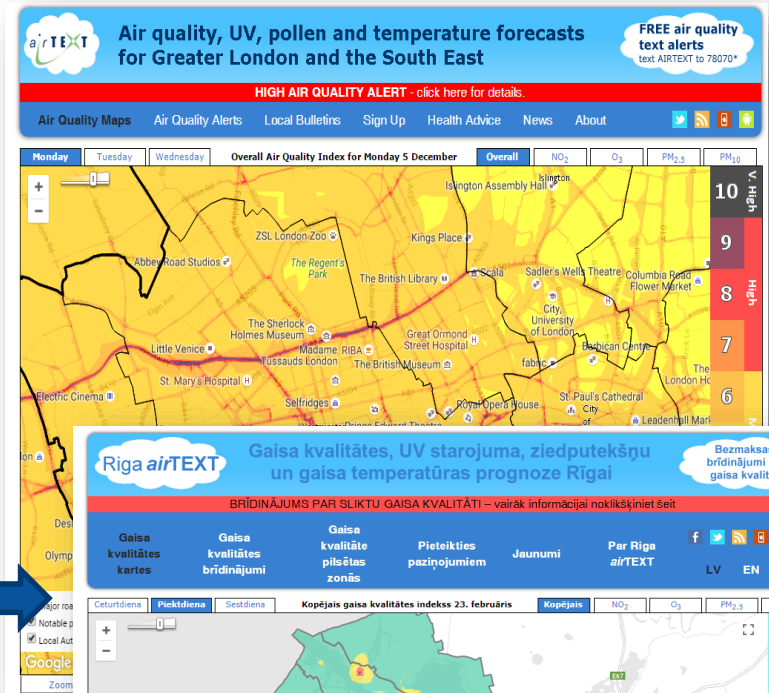 airTEXT
Air quality, UV, pollen and temperature forecasts
for Greater London and the South East
FREE air quality
text alerts
text AIRTEXT to 78070*
HIGH AIR QUALITY ALERT - click here for details.
Air Quality Maps Air Quality Alerts Local Bulletins Sign Up Health Advice News About
Monday Tuesday Wednesday Overall Air Quality Index for Monday 5 December Overall NO2 O3 PM2.5 PM10
+
-
Islington
Islington Assembly Hall
ZSL London Zoo
Kings Place
Abbey Road Studios
The Regent's
Park
The British Library
Scala
Sadler's Wells Theatre
Columbia Road
Flower Market
City,
University
of London
The Sherlock
Holmes Museum
Great Ormond
Street Hospital
Little Venice
Madame
Tussauds London
RIBA
The British Museum
Barbican Centre
fabric
St. Mary's Hospital
The
London Ho
Electric Cinema
Selfridges
Royal Opera House
St. Paul's Cathedral
City
of
Leadenhall Mark
10 V. High
9
8 High
7
6
Olymp
Major roa
Notable p
Local Aut
Google
Zoom
Riga airTEXT
Gaisa kvalitātes, UV starojuma, ziedputekšņu
un gaisa temperatūras prognoze Rīgai
Bezmaksas
brīdinājumi
gaisa kvalit
BRĪDINĀJUMS PAR SLIKTU GAISA KVALITĀTI – vairāk informācijai noklikšķiniet šeit
Gaisa
kvalitātes
kartes
Gaisa
kvalitātes
brīdinājumi
Gaisa
kvalitāte
pilsētas
zonās
Pieteikties
paziņojumiem
Jaunumi
Par Riga
airTEXT
LV EN
Ceturtdiena Piektdiena Sestdiena Kopējais gaisa kvalitātes indekss 23. februāris Kopējais NO2 O3 PM2.5
+
-
E67